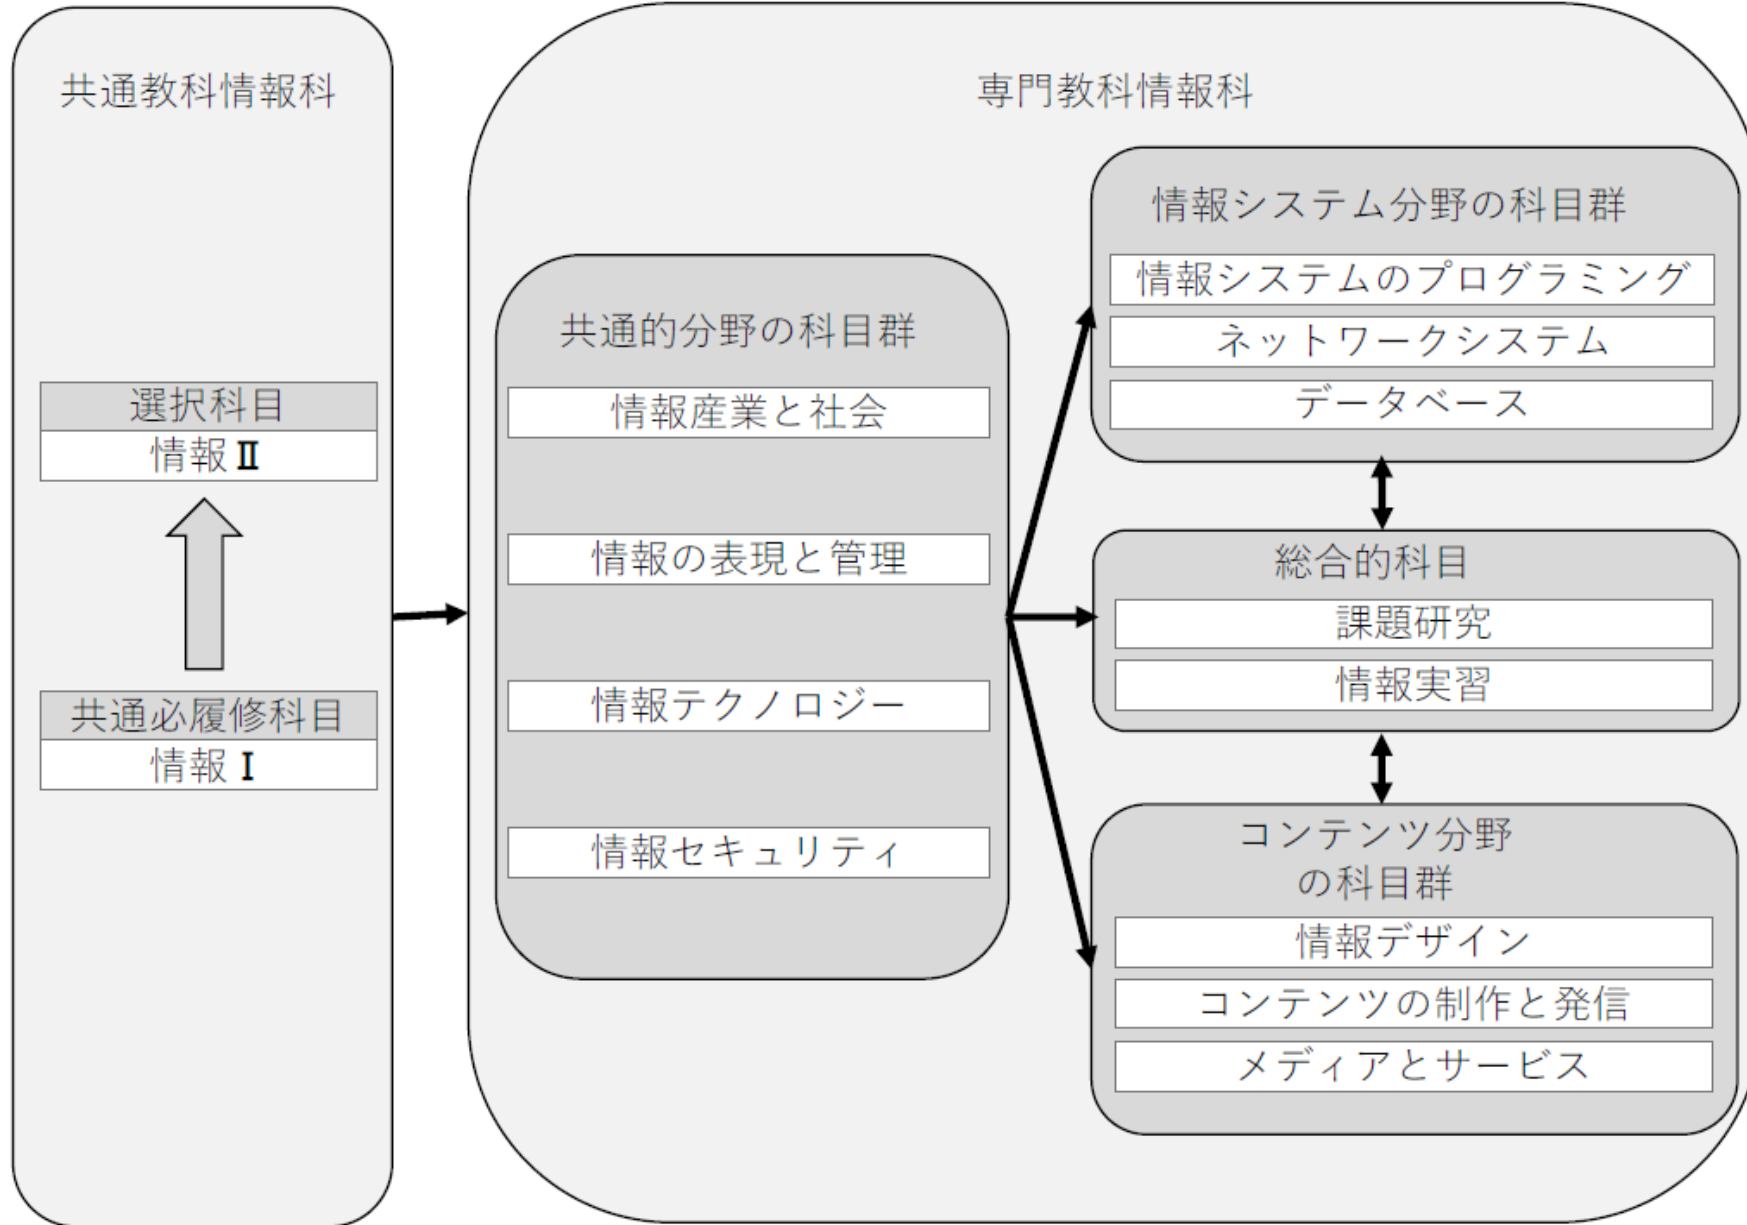 共通教科情報科
選択科目
情報Ⅱ
共通必履修科目
情報Ⅰ
専門教科情報科
共通的分野の科目群
情報産業と社会
情報の表現と管理
情報テクノロジー
情報セキュリティ
情報システム分野の科目群
情報システムのプログラミング
ネットワークシステム
データベース
総合的科目
課題研究
情報実習
コンテンツ分野
の科目群
情報デザイン
コンテンツの制作と発信
メディアとサービス